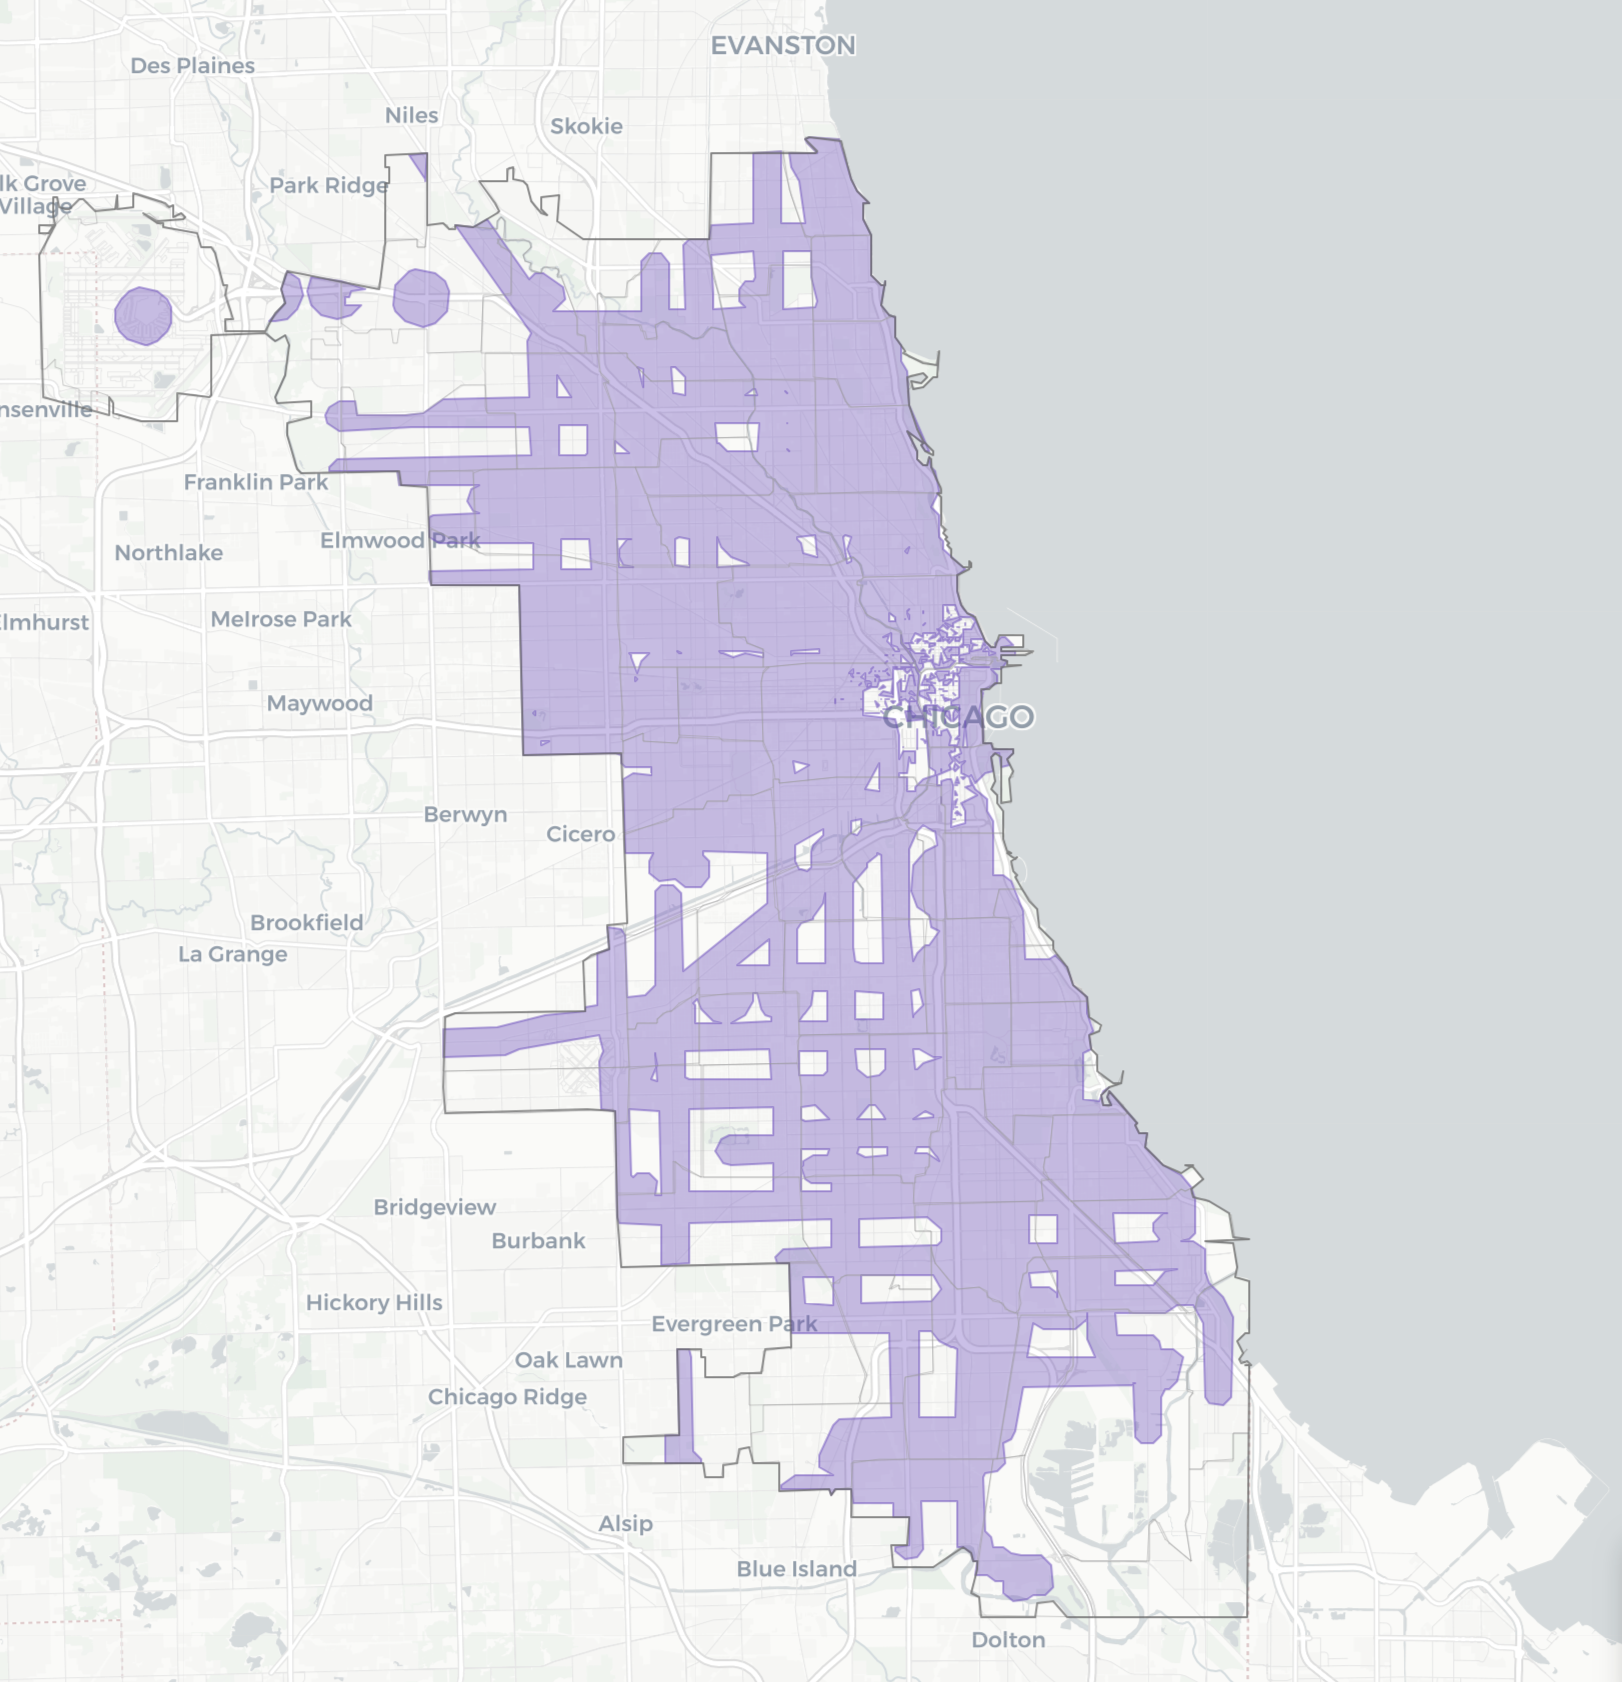 EVANSTON
Des Plaines
Niles
Skokie
lk Grove
Village
Park Ridge
nsenville
Franklin Park
Elmwood Park
Northlake
Elmhurst
Melrose Park
Maywood
CHICAGO
Berwyn
Cicero
Brookfield
La Grange
Bridgeview
Burbank
Hickory Hills
Evergreen Park
Oak Lawn
Chicago Ridge
Alsip
Blue Island
Dolton